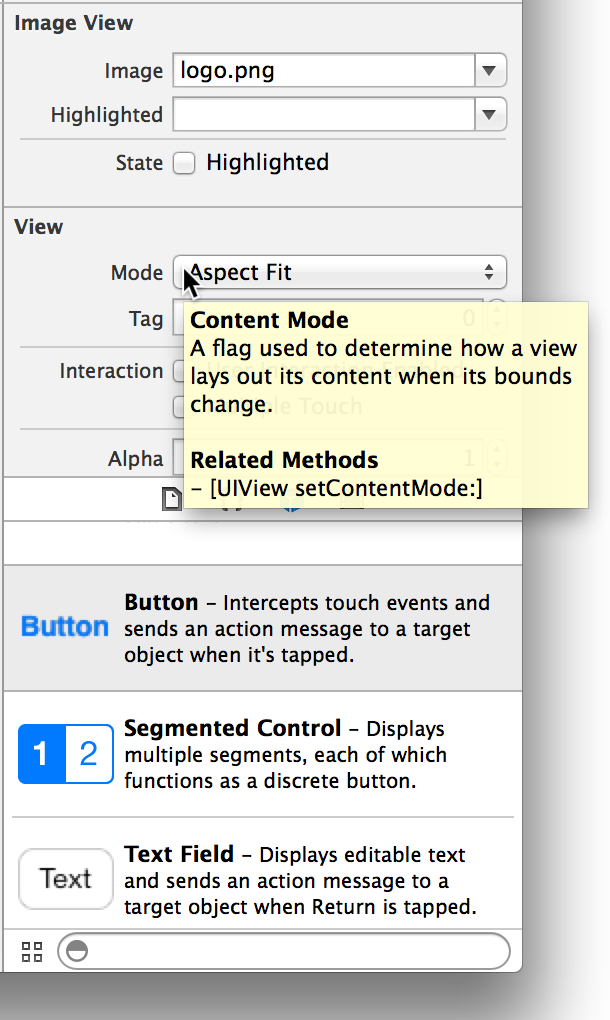 Image View
Image logo.png
Highlighted
State Highlighted
View
Mode Aspect Fit
Tag 0
Content Mode
A flag used to determine how a view
lays out its content when its bounds
change.
Related Methods
– [UIView setContentMode:]
Interaction User Interaction Enabled
Multiple Touch
Alpha 1
Button
Button – Intercepts touch events and
sends an action message to a target
object when it's tapped.
1 2
Segmented Control – Displays
multiple segments, each of which
functions as a discrete button.
Text
Text Field – Displays editable text
and sends an action message to a
target object when Return is tapped.